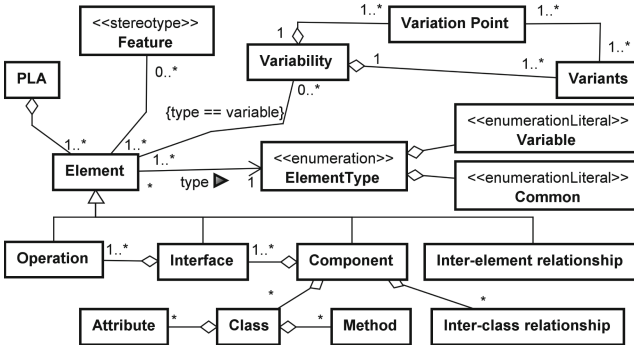 <<stereotype>>
Feature
1..*
Variation Point
1..*
PLA
0..*
1
Variability
1
1..*
1..*
Variants
0..*
{type == variable}
<<enumerationLiteral>>
Variable
1..*
1..*
Element
1..*
*
type
1
<<enumeration>>
ElementType
<<enumerationLiteral>>
Common
Operation
1..*
Interface
1..*
Component
Inter-element relationship
*
*
Attribute
*
Class
*
Method
Inter-class relationship